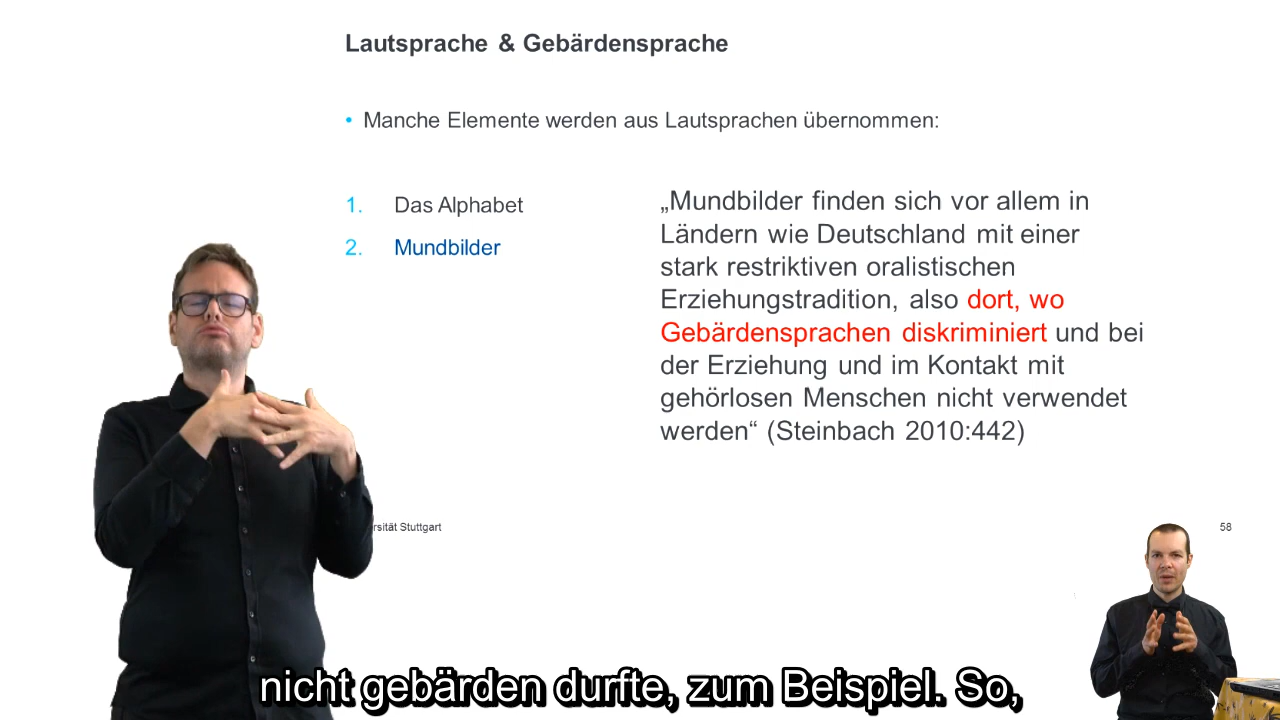 Lautsprache & Gebärdensprache
• Manche Elemente werden aus Lautsprachen übernommen:
1. Das Alphabet
2. Mundbilder
„Mundbilder finden sich vor allem in
Ländern wie Deutschland mit einer
stark restriktiven oralistischen
Erziehungstradition, also dort, wo
Gebärdensprachen diskriminiert und bei
der Erziehung und im Kontakt mit
gehörlosen Menschen nicht verwendet
werden“ (Steinbach 2010:442)
rsität Stuttgart
58
nicht gebärden durfte, zum Beispiel. So,